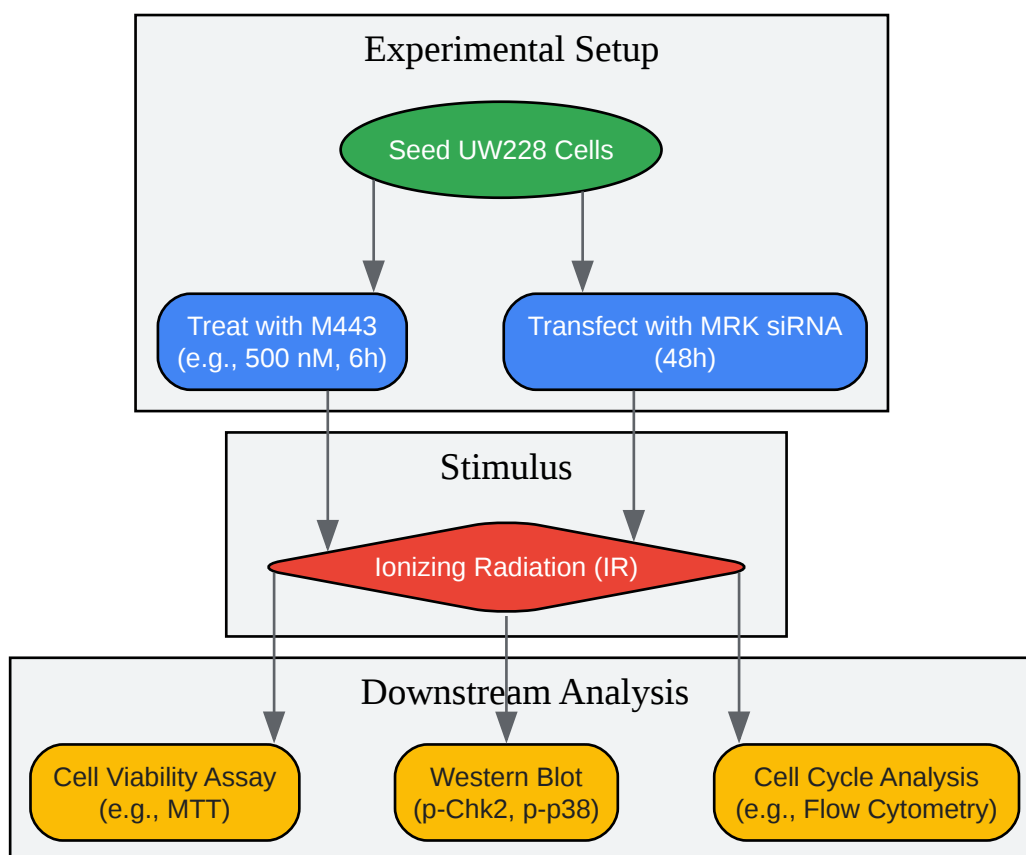 Experimental Setup
Seed UW228 Cells
Treat with M443
(e.g., 500 nM, 6h)
Transfect with MRK siRNA
(48h)
Stimulus
Ionizing Radiation (IR)
Downstream Analysis
Cell Viability Assay
(e.g., MTT)
Western Blot
(p-Chk2, p-p38)
Cell Cycle Analysis
(e.g., Flow Cytometry)